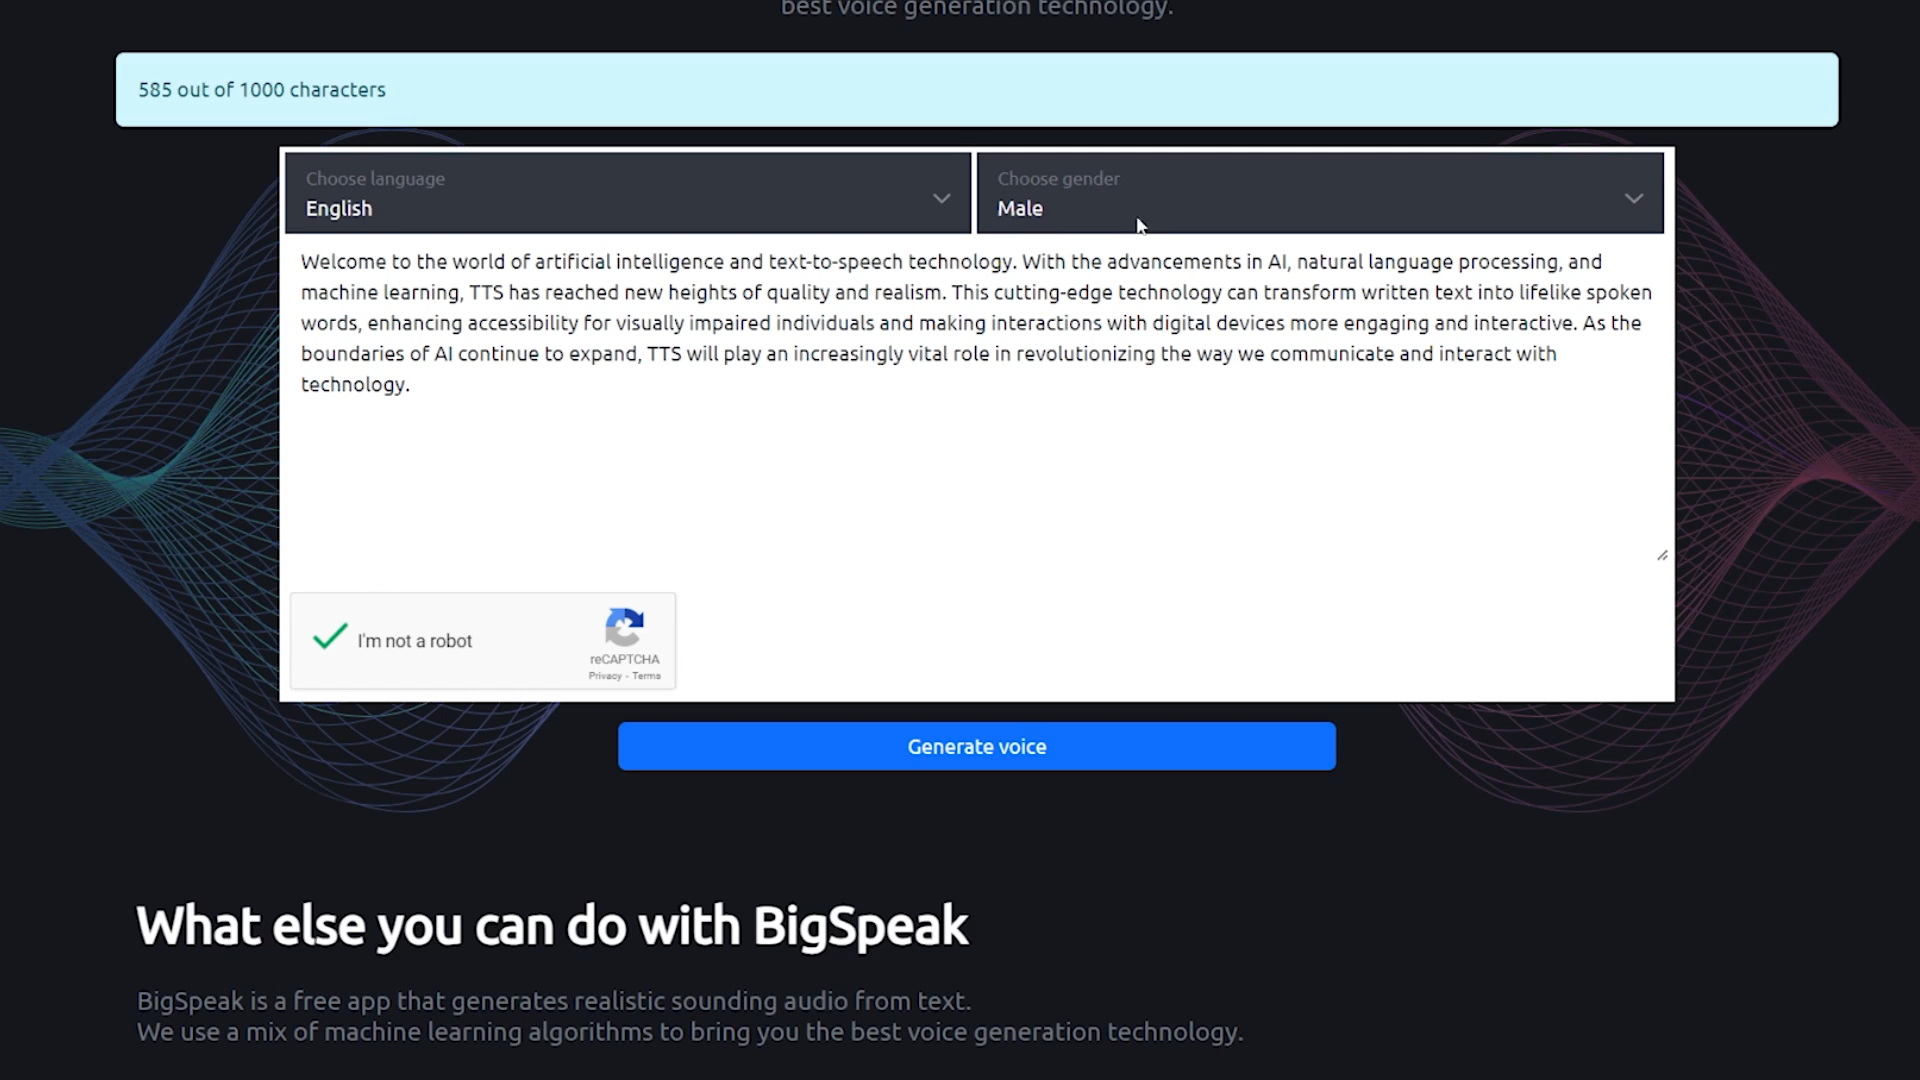 best voice generation technology.
585 out of 1000 characters
Choose language
English
Choose gender
Male
Welcome to the world of artificial intelligence and text-to-speech technology. With the advancements in AI, natural language processing, and
machine learning, TTS has reached new heights of quality and realism. This cutting-edge technology can transform written text into lifelike spoken
words, enhancing accessibility for visually impaired individuals and making interactions with digital devices more engaging and interactive. As the
boundaries of AI continue to expand, TTS will play an increasingly vital role in revolutionizing the way we communicate and interact with
technology.
I'm not a robot
reCAPTCHA
Privacy - Terms
Generate voice
What else you can do with BigSpeak
BigSpeak is a free app that generates realistic sounding audio from text.
We use a mix of machine learning algorithms to bring you the best voice generation technology.